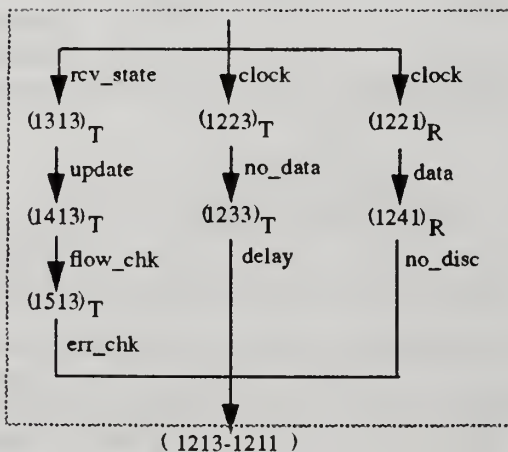 rcv_state clock clock
(1313)T (1223)T (1221)R
update no_data data
(1413)T (1233)T (1241)R
flow_chk delay no_disc
(1513)T
err_chk
( 1213-1211 )